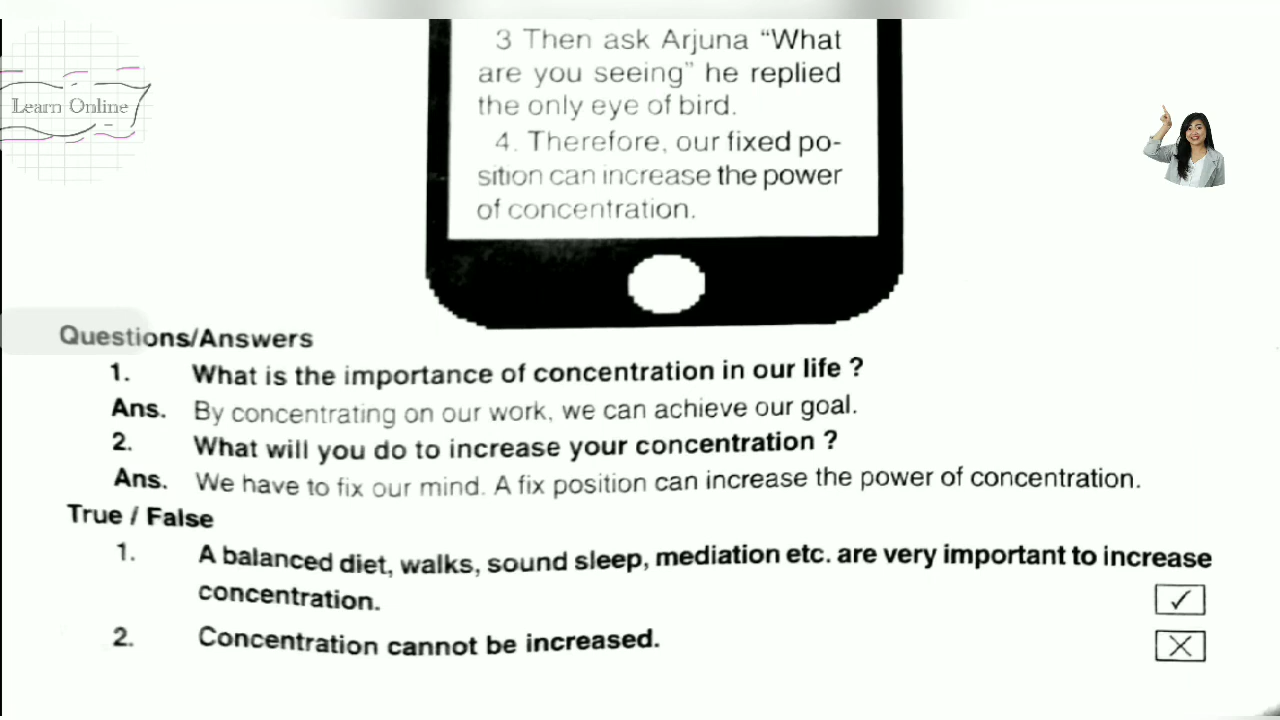 Learn Online
3 Then ask Arjuna “What
are you seeing” he replied
the only eye of bird.
4. Therefore, our fixed po-
sition can increase the power
of concentration.
Questions/Answers
1. What is the importance of concentration in our life ?
Ans. By concentrating on our work, we can achieve our goal.
2. What will you do to increase your concentration ?
Ans. We have to fix our mind. A fix position can increase the power of concentration.
True / False
1. A balanced diet, walks, sound sleep, mediation etc. are very important to increase
concentration.
2. Concentration cannot be increased.